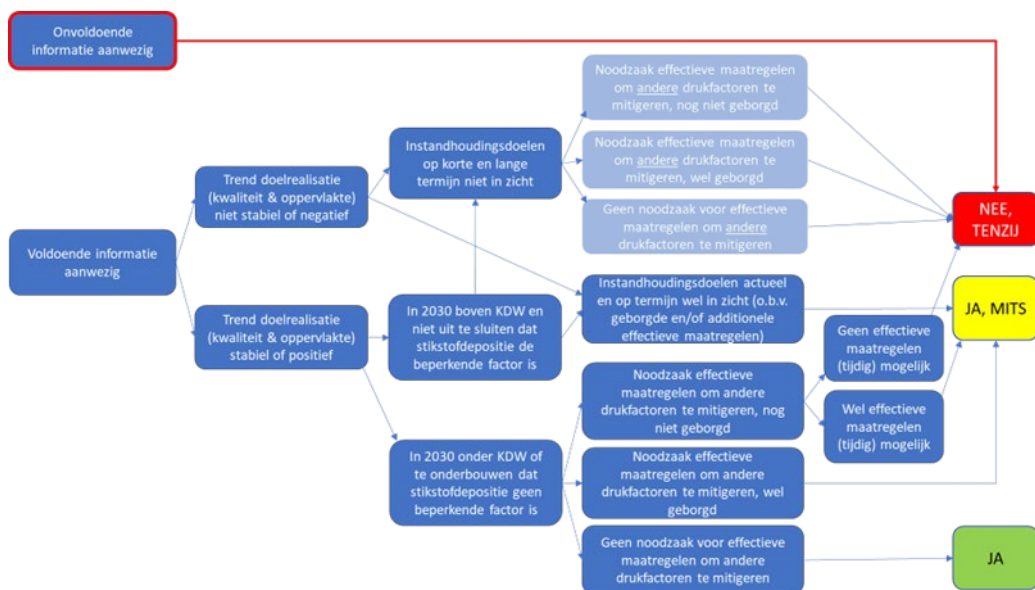 Onvoldoende
informatie aanwezig
Noodzaak effectieve maatregelen
om andere drukfactoren te
mitigeren, nog niet geborgd
Instandhoudingsdoelen
op korte en lange
termijn niet in zicht
Noodzaak effectieve maatregelen
om andere drukfactoren te
mitigeren, wel geborgd
Trend doelrealisatie
(kwaliteit & oppervlakte)
niet stabiel of negatief
Geen noodzaak voor effectieve
maatregelen om andere
drukfactoren te mitigeren
NEE,
TENZIJ
Voldoende informatie
aanwezig
Trend doelrealisatie
(kwaliteit & oppervlakte)
stabiel of positief
In 2030 boven KDW en
niet uit te sluiten dat
stikstofdepositie de
beperkende factor is
Instandhoudingsdoelen actueel
en op termijn wel in zicht (o.b.v.
geborgde en/of additionele
effectieve maatregelen)
JA, MITS
Geen effectieve
maatregelen
(tijdig) mogelijk
Noodzaak effectieve
maatregelen om andere
drukfactoren te mitigeren, nog
niet geborgd
Wel effectieve
maatregelen
(tijdig) mogelijk
In 2030 onder KDW of
te onderbouwen dat
stikstofdepositie geen
beperkende factor is
Noodzaak effectieve
maatregelen om andere
drukfactoren te mitigeren, wel
geborgd
Geen noodzaak voor effectieve
maatregelen om andere
drukfactoren te mitigeren
JA